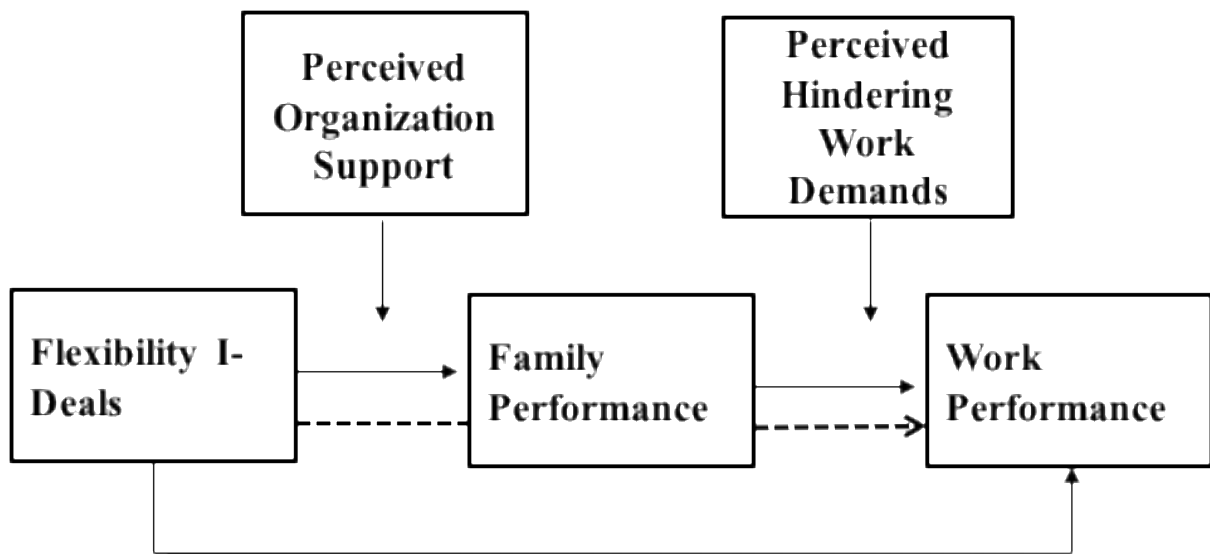 Perceived
Organization
Support
Perceived
Hindering
Work
Demands
Flexibility I-
Deals
Family
Performance
Work
Performance